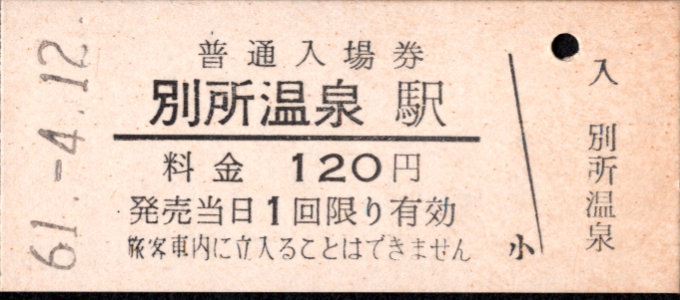 61.-4.12
普通入場券
別所温泉駅
料金 120円
発売当日1回限り有効
旅客車内に立入ることはできません
小
入
別所温泉